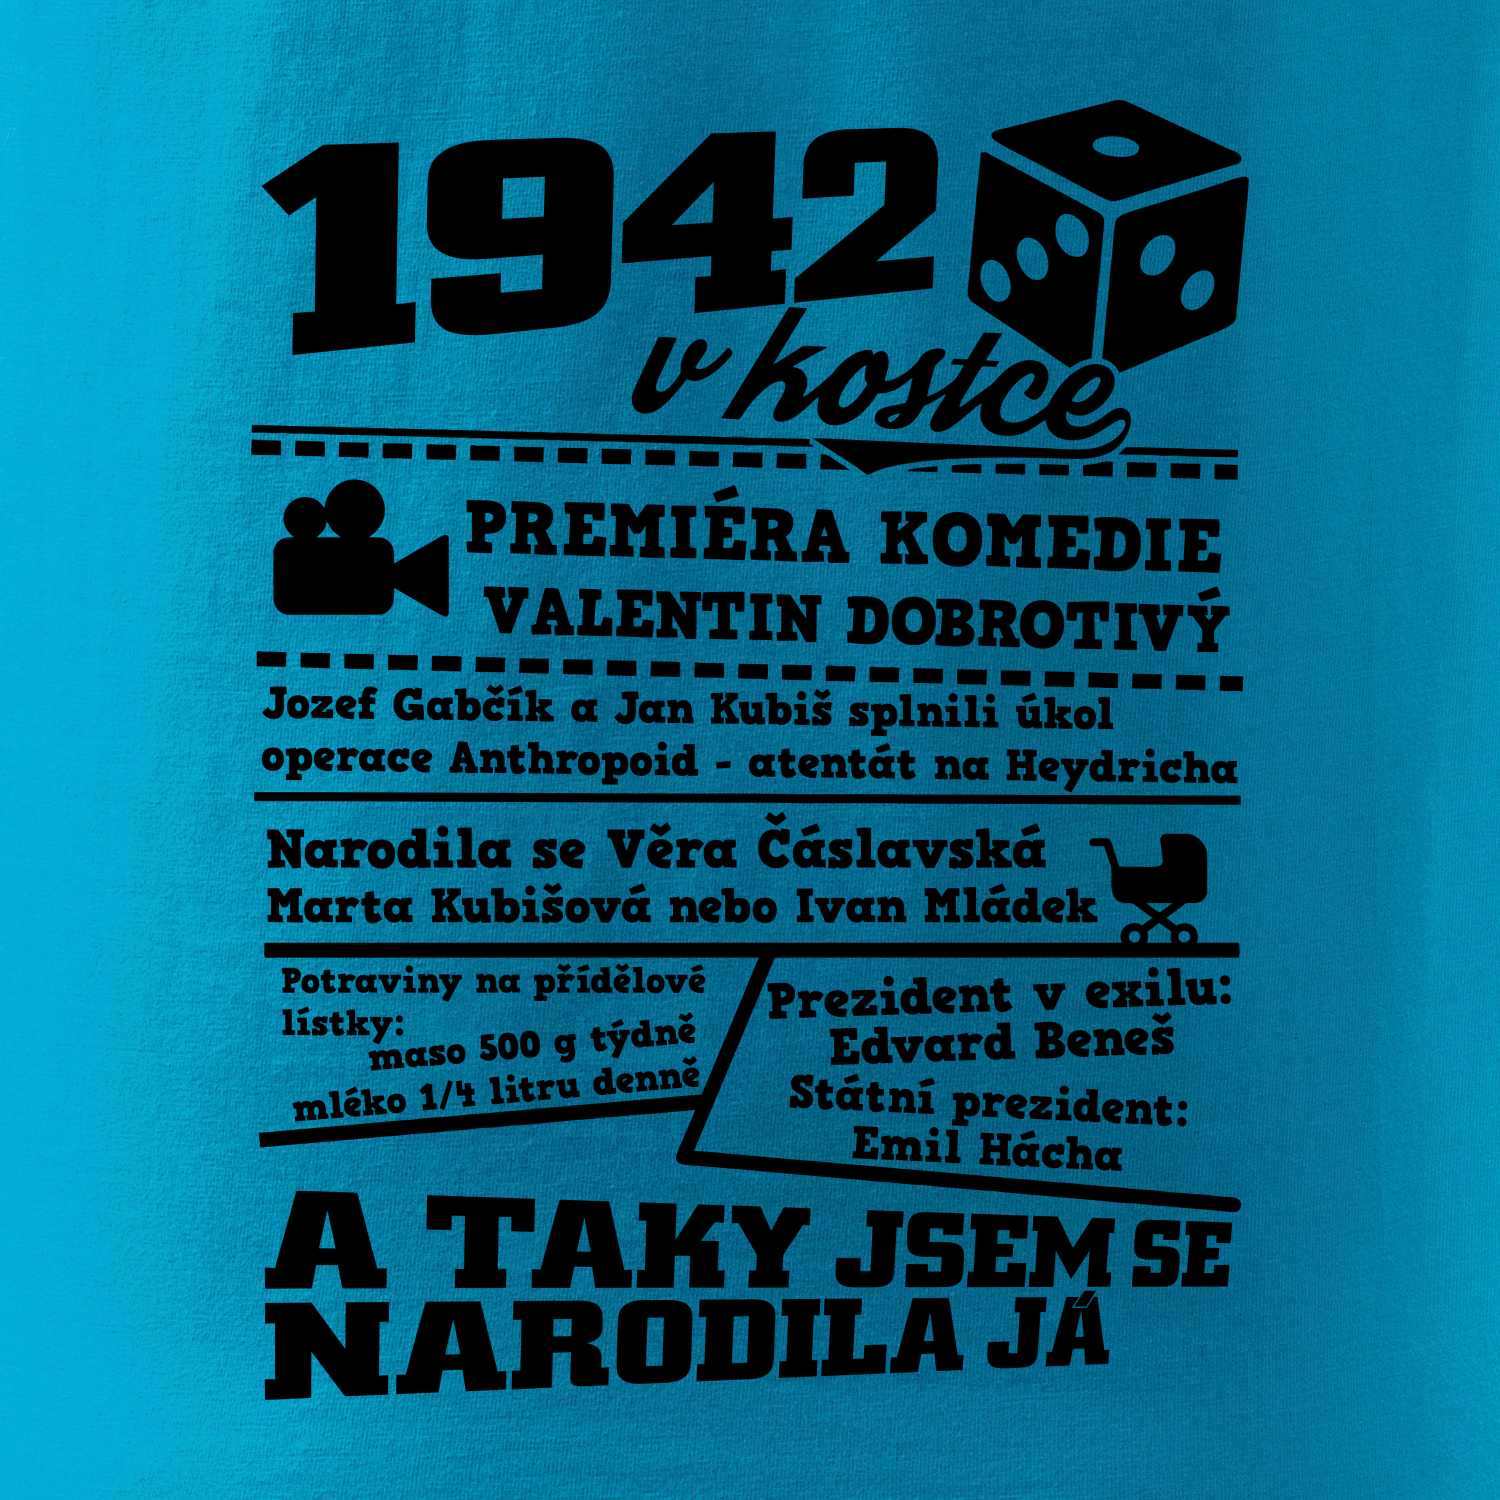 1942
v kostce
PREMIÉRA KOMEDIE
VALENTIN DOBROTIVÝ
Jozef Gabčík a Jan Kubiš splnili úkol
operace Anthropoid - atentát na Heydricha
Narodila se Věra Čáslavská
Marta Kubišová nebo Ivan Mládek
Potraviny na přídělové
lístky:
maso 500 g týdně
mléko 1/4 litru denně
Prezident v exilu:
Edvard Beneš
Státní prezident:
Emil Hácha
A TAKY JSEM SE
NARODILA JÁ